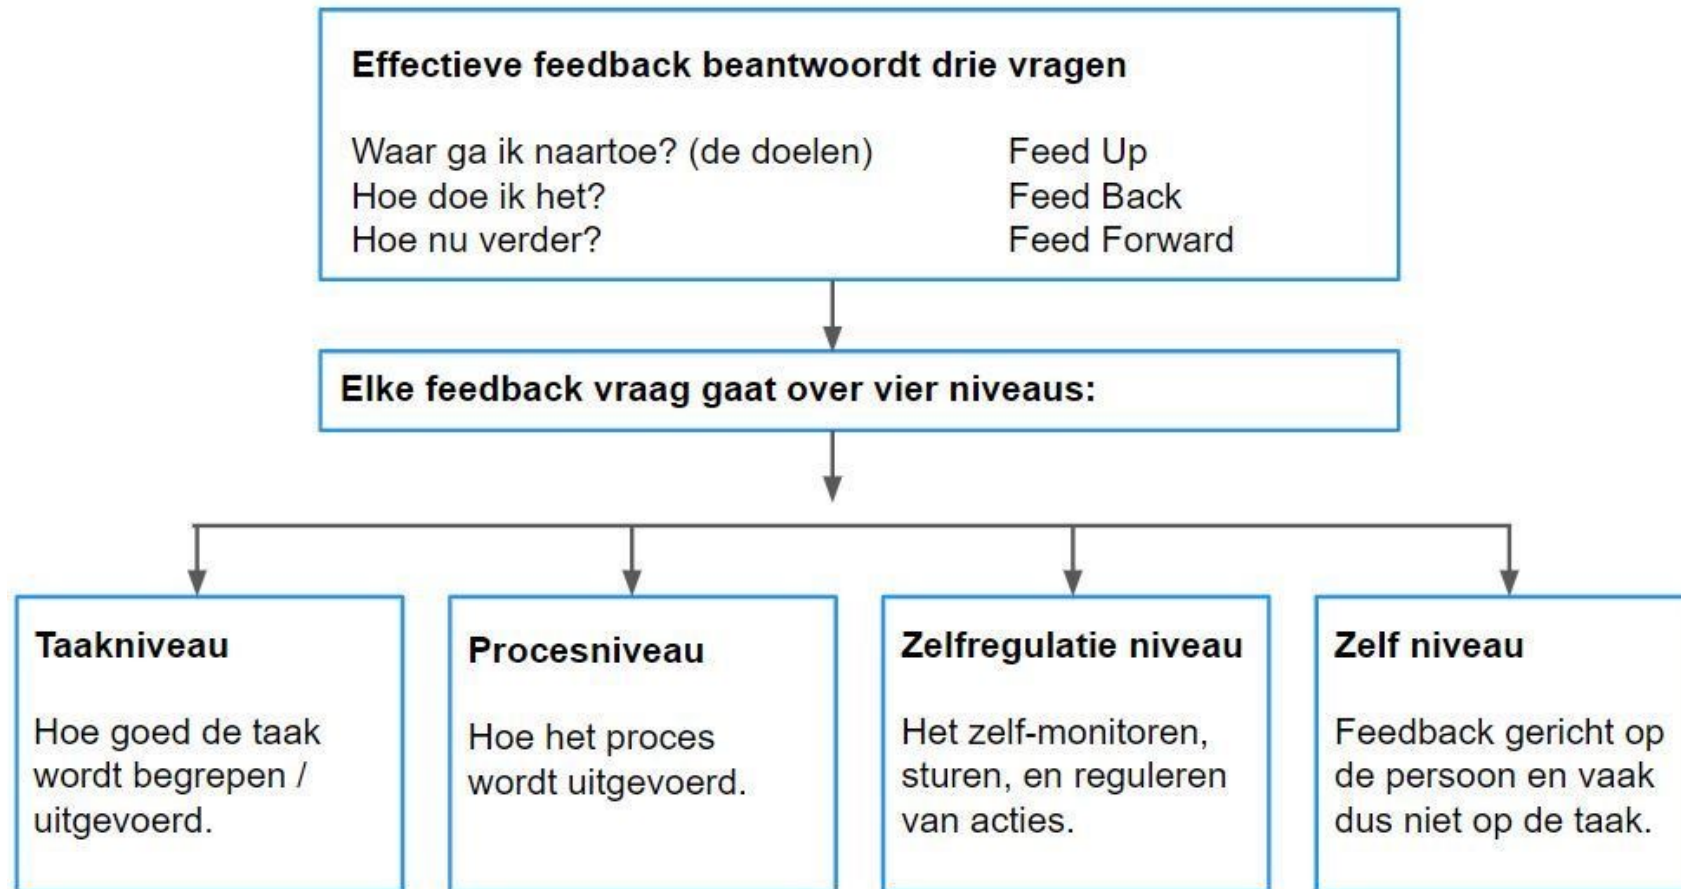 Effectieve feedback beantwoordt drie vragen
Waar ga ik naartoe? (de doelen) Feed Up
Hoe doe ik het? Feed Back
Hoe nu verder? Feed Forward
Elke feedback vraag gaat over vier niveaus:
Taakniveau
Hoe goed de taak
wordt begrepen /
uitgevoerd.
Procesniveau
Hoe het proces
wordt uitgevoerd.
Zelfregulatie niveau
Het zelf-monitoren,
sturen, en reguleren
van acties.
Zelf niveau
Feedback gericht op
de persoon en vaak
dus niet op de taak.